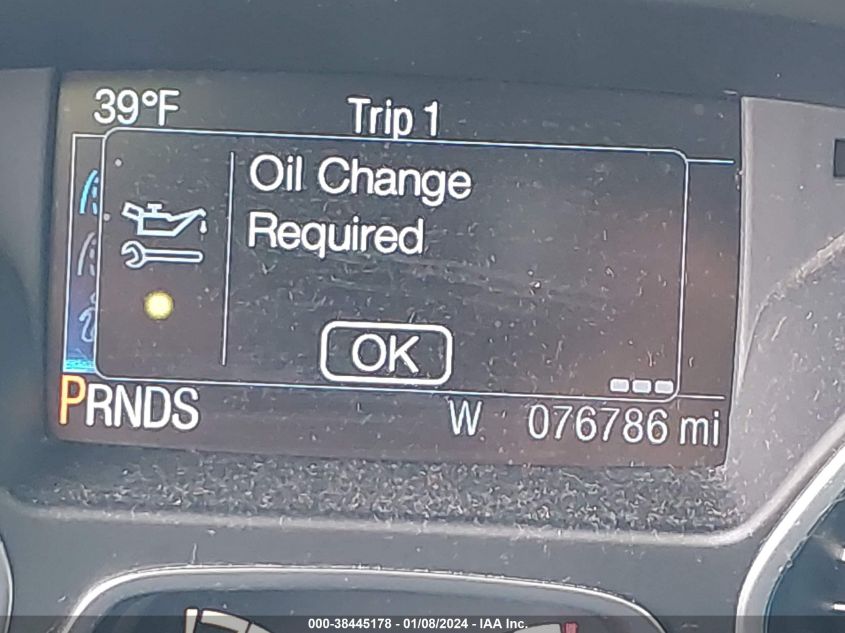 39°F
Trip 1
Oil Change
Required
OK
PRNDS
W 076786 mi
000-38445178 - 01/08/2024 - IAA Inc.